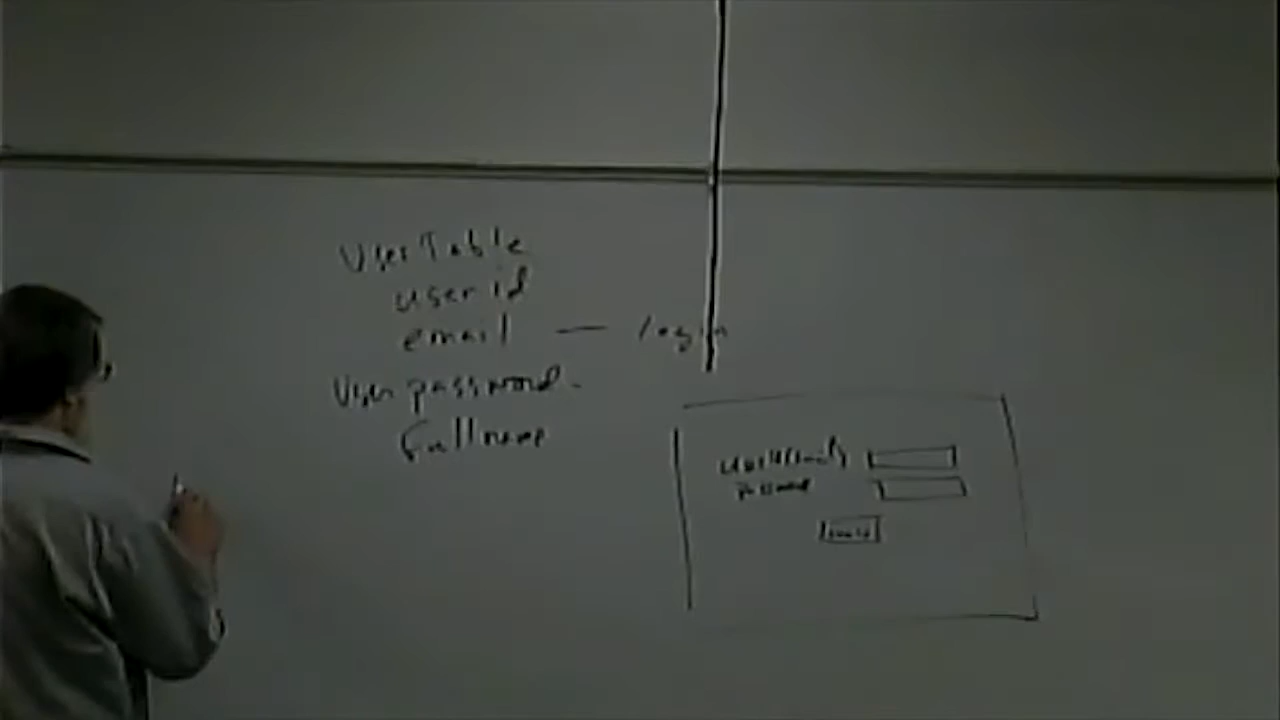 User Table
user id
email — login
User password.
Fullname